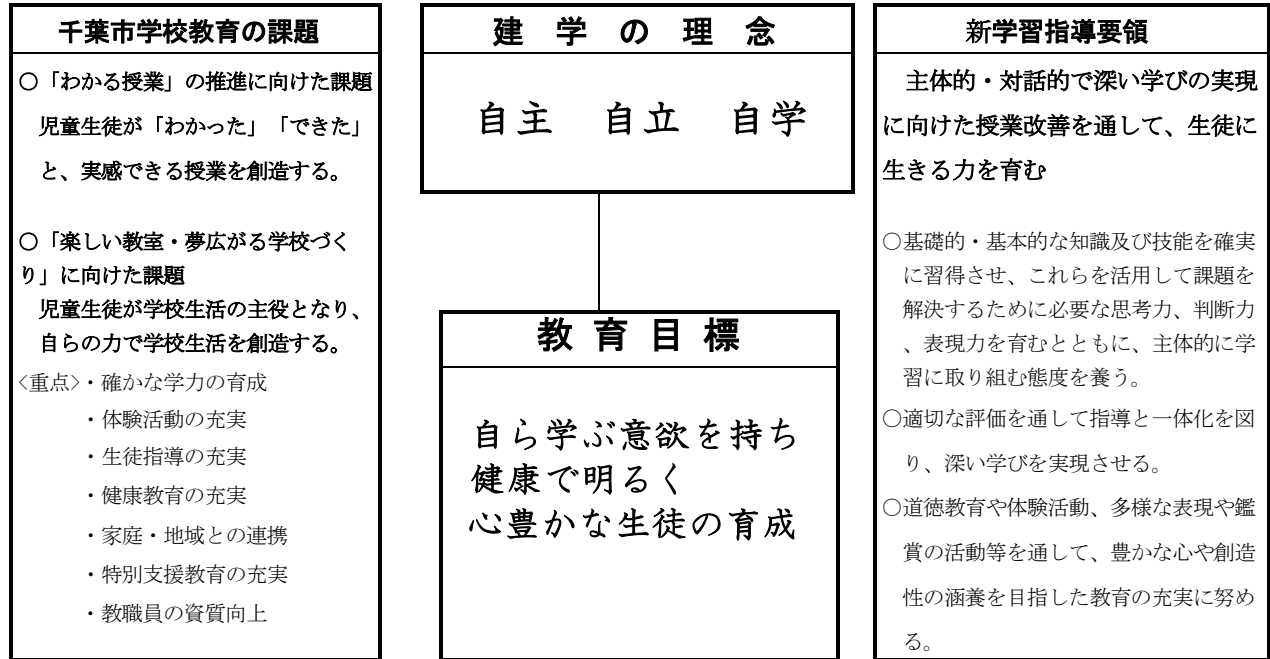 千葉市学校教育の課題
○「わかる授業」の推進に向けた課題
児童生徒が「わかった」「できた」
と、実感できる授業を創造する。
○「楽しい教室・夢広がる学校づく
り」に向けた課題
児童生徒が学校生活の主役となり、
自らの力で学校生活を創造する。
<重点>・確かな学力の育成
・体験活動の充実
・生徒指導の充実
・健康教育の充実
・家庭・地域との連携
・特別支援教育の充実
・教職員の資質向上
建学の理念
自主 自立 自学
教育目標
自ら学ぶ意欲を持ち
健康で明るく
心豊かな生徒の育成
新学習指導要領
主体的・対話的で深い学びの実現
に向けた授業改善を通して、生徒に
生きる力を育む
○基礎的・基本的な知識及び技能を確実
に習得させ、これらを活用して課題を
解決するために必要な思考力、判断力
、表現力を育むとともに、主体的に学
習に取り組む態度を養う。
○適切な評価を通して指導と一体化を図
り、深い学びを実現させる。
○道徳教育や体験活動、多様な表現や鑑
賞の活動等を通して、豊かな心や創造
性の涵養を目指した教育の充実に努め
る。